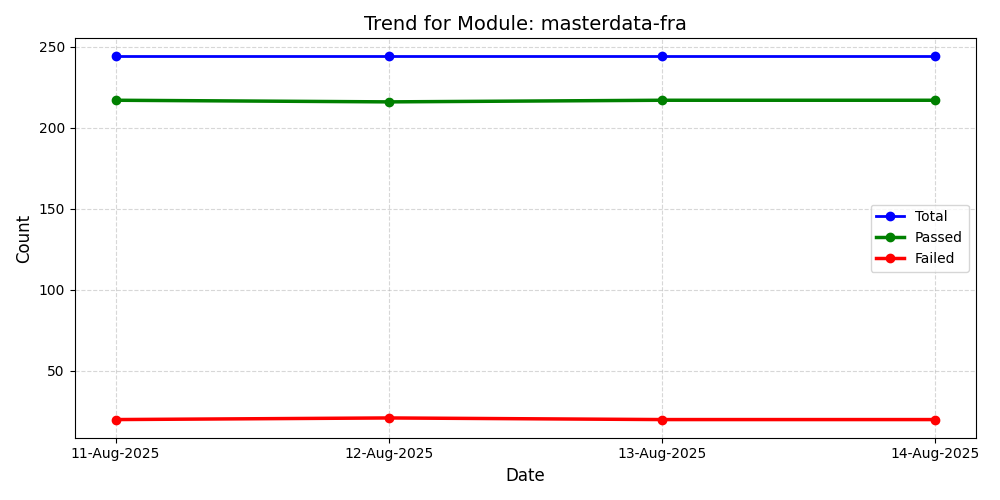 Trend for Module: masterdata-fra
250
200
150
100
50
Count
Total
Passed
Failed
11-Aug-2025 12-Aug-2025 13-Aug-2025 14-Aug-2025
Date